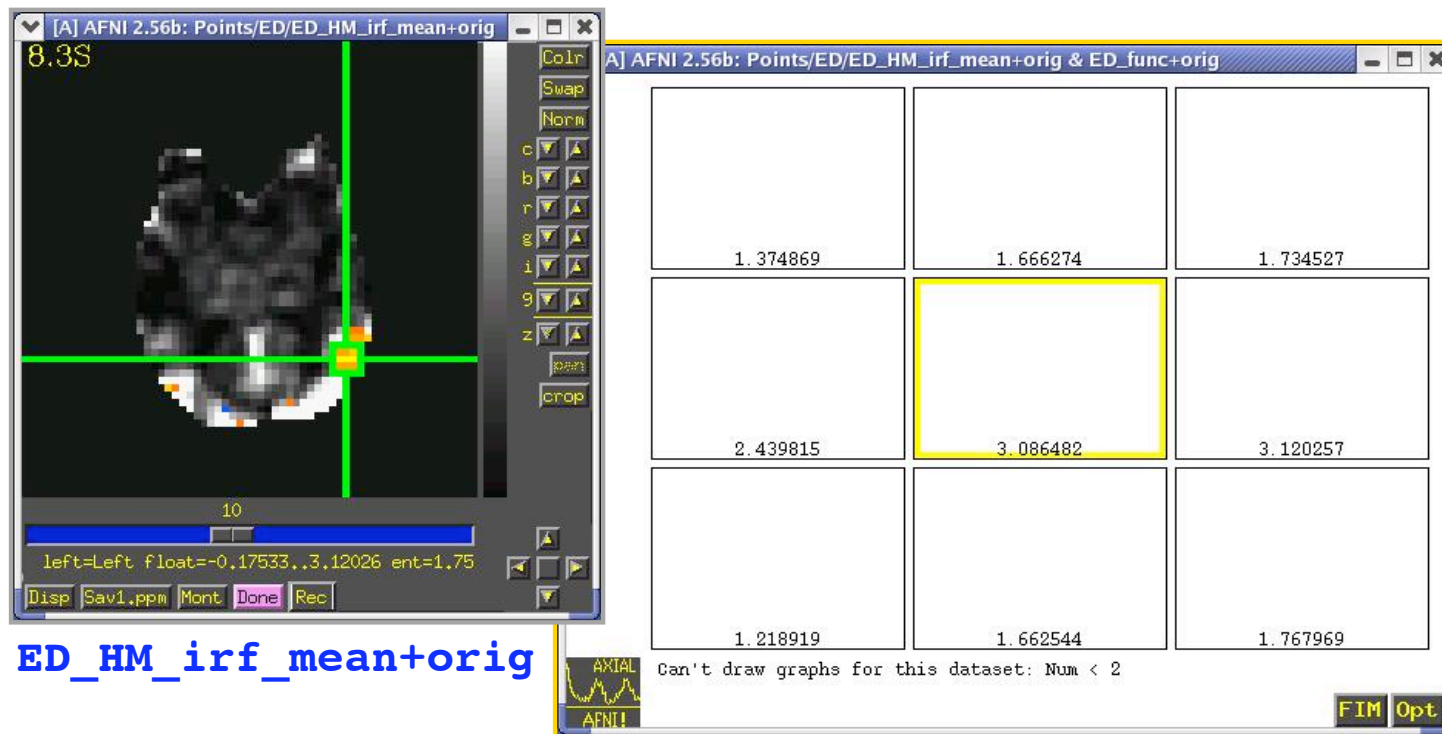 [A] AFNI 2.56b: Points/ED/ED_HM_irf_mean+orig
8.3S
Colr
Swap
Norm
c
b
r
g
i
9
z
pen
crop
10
left=Left float=-0.17533..3.12026 ent=1.75
Disp Sav1.ppm Mont Done Rec
ED_HM_irf_mean+orig
A] AFNI 2.56b: Points/ED/ED_HM_irf_mean+orig & ED_func+orig
1.374869 1.666274 1.734527
2.439815 3.086482 3.120257
1.218919 1.662544 1.767969
AXIAL
Can't draw graphs for this dataset: Num < 2
AFNI!
FIM Opt